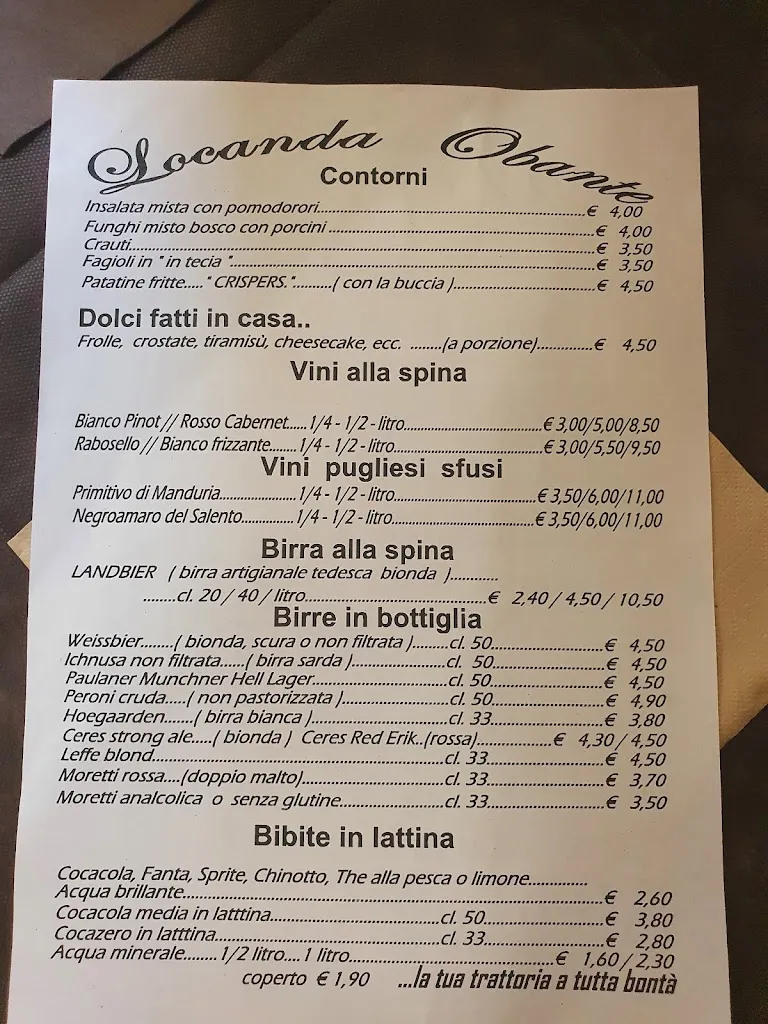 Locanda Obante
Contorni
Insalata mista con pomodorori..............................................................€ 4,00
Funghi misto bosco con porcini..............................................................€ 4,00
Crauti..............................................................€ 3,50
Fagioli in " in tecia "..............................................................€ 3,50
Patatine fritte....." CRISPERS.".........( con la buccia )..............................€ 4,50
Dolci fatti in casa..
Frolle, crostate, tiramisù, cheesecake, ecc. ........(a porzione)..............€ 4,50
Vini alla spina
Bianco Pinot // Rosso Cabernet......1/4 - 1/2 - litro..............................€ 3,00/5,00/8,50
Rabosello // Bianco frizzante........1/4 - 1/2 - litro..............................€ 3,00/5,50/9,50
Vini pugliesi sfusi
Primitivo di Manduria......................1/4 - 1/2 - litro..............................€ 3,50/6,00/11,00
Negroamaro del Salento...............1/4 - 1/2 - litro..............................€ 3,50/6,00/11,00
Birra alla spina
LANDBIER ( birra artigianale tedesca bionda )............
........cl. 20 / 40 / litro..............................€ 2,40 / 4,50 / 10,50
Birre in bottiglia
Weissbier........( bionda, scura o non filtrata )........cl. 50..............................€ 4,50
Ichnusa non filtrata.....( birra sarda )....................cl. 50..............................€ 4,50
Paulaner Munchner Hell Lager..............................cl. 50..............................€ 4,50
Peroni cruda.....( non pastorizzata )......................cl. 50..............................€ 4,90
Hoegaarden.......( birra bianca )............................cl. 33..............................€ 3,80
Ceres strong ale.....( bionda ) Ceres Red Erik..(rossa)................€ 4,30 / 4,50
Leffe blond..............................................................cl. 33..............................€ 4,50
Moretti rossa....(doppio malto)..............................cl. 33..............................€ 3,70
Moretti analcolica o senza glutine.....................cl. 33..............................€ 3,50
Bibite in lattina
Cocacola, Fanta, Sprite, Chinotto, The alla pesca o limone..............
Acqua brillante..............................................................€ 2,60
Cocacola media in latttina...................................cl. 50..............................€ 3,80
Cocazero in latttina..............................................cl. 33..............................€ 2,80
Acqua minerale........1/2 litro.... 1 litro..............................€ 1,60 / 2,30
coperto € 1,90 ...la tua trattoria a tutta bontà